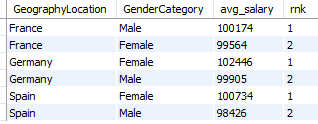 GeographyLocation GenderCategory avg_salary rnk
France Male 100174 1
France Female 99564 2
Germany Female 102446 1
Germany Male 99905 2
Spain Female 100734 1
Spain Male 98426 2